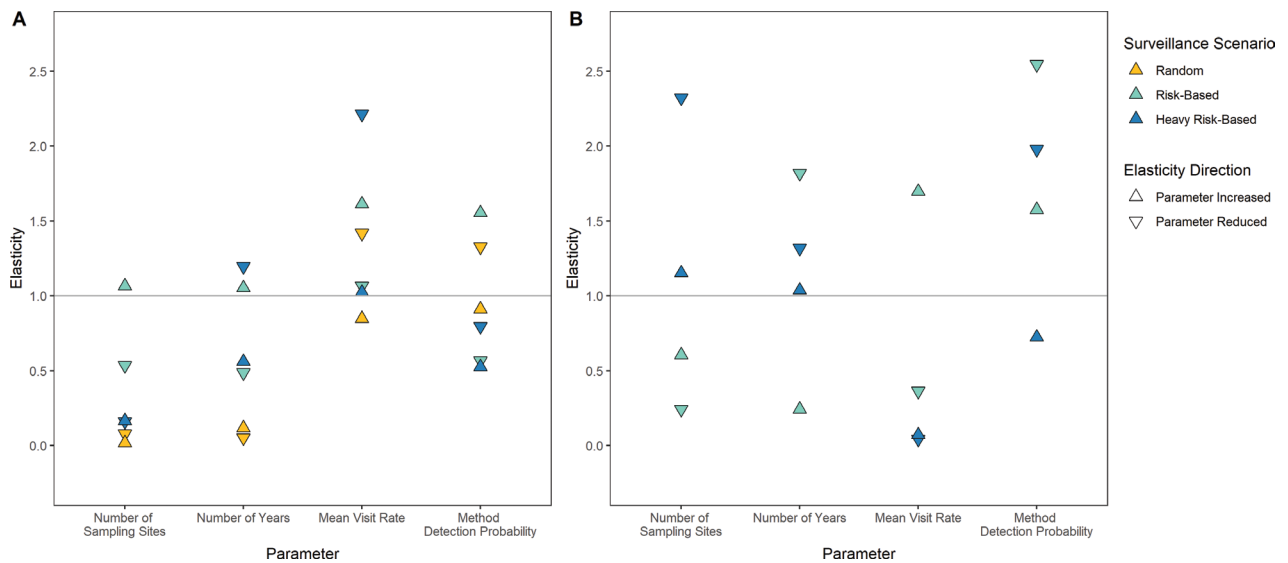 A
2.5
2.0
1.5
1.0
0.5
0.0
Elasticity
Number of
Sampling Sites
Number of Years
Mean Visit Rate
Method
Detection Probability
Parameter
B
2.5
2.0
1.5
1.0
0.5
0.0
Elasticity
Number of
Sampling Sites
Number of Years
Mean Visit Rate
Method
Detection Probability
Parameter
Surveillance Scenario
Random
Risk-Based
Heavy Risk-Based
Elasticity Direction
Parameter Increased
Parameter Reduced